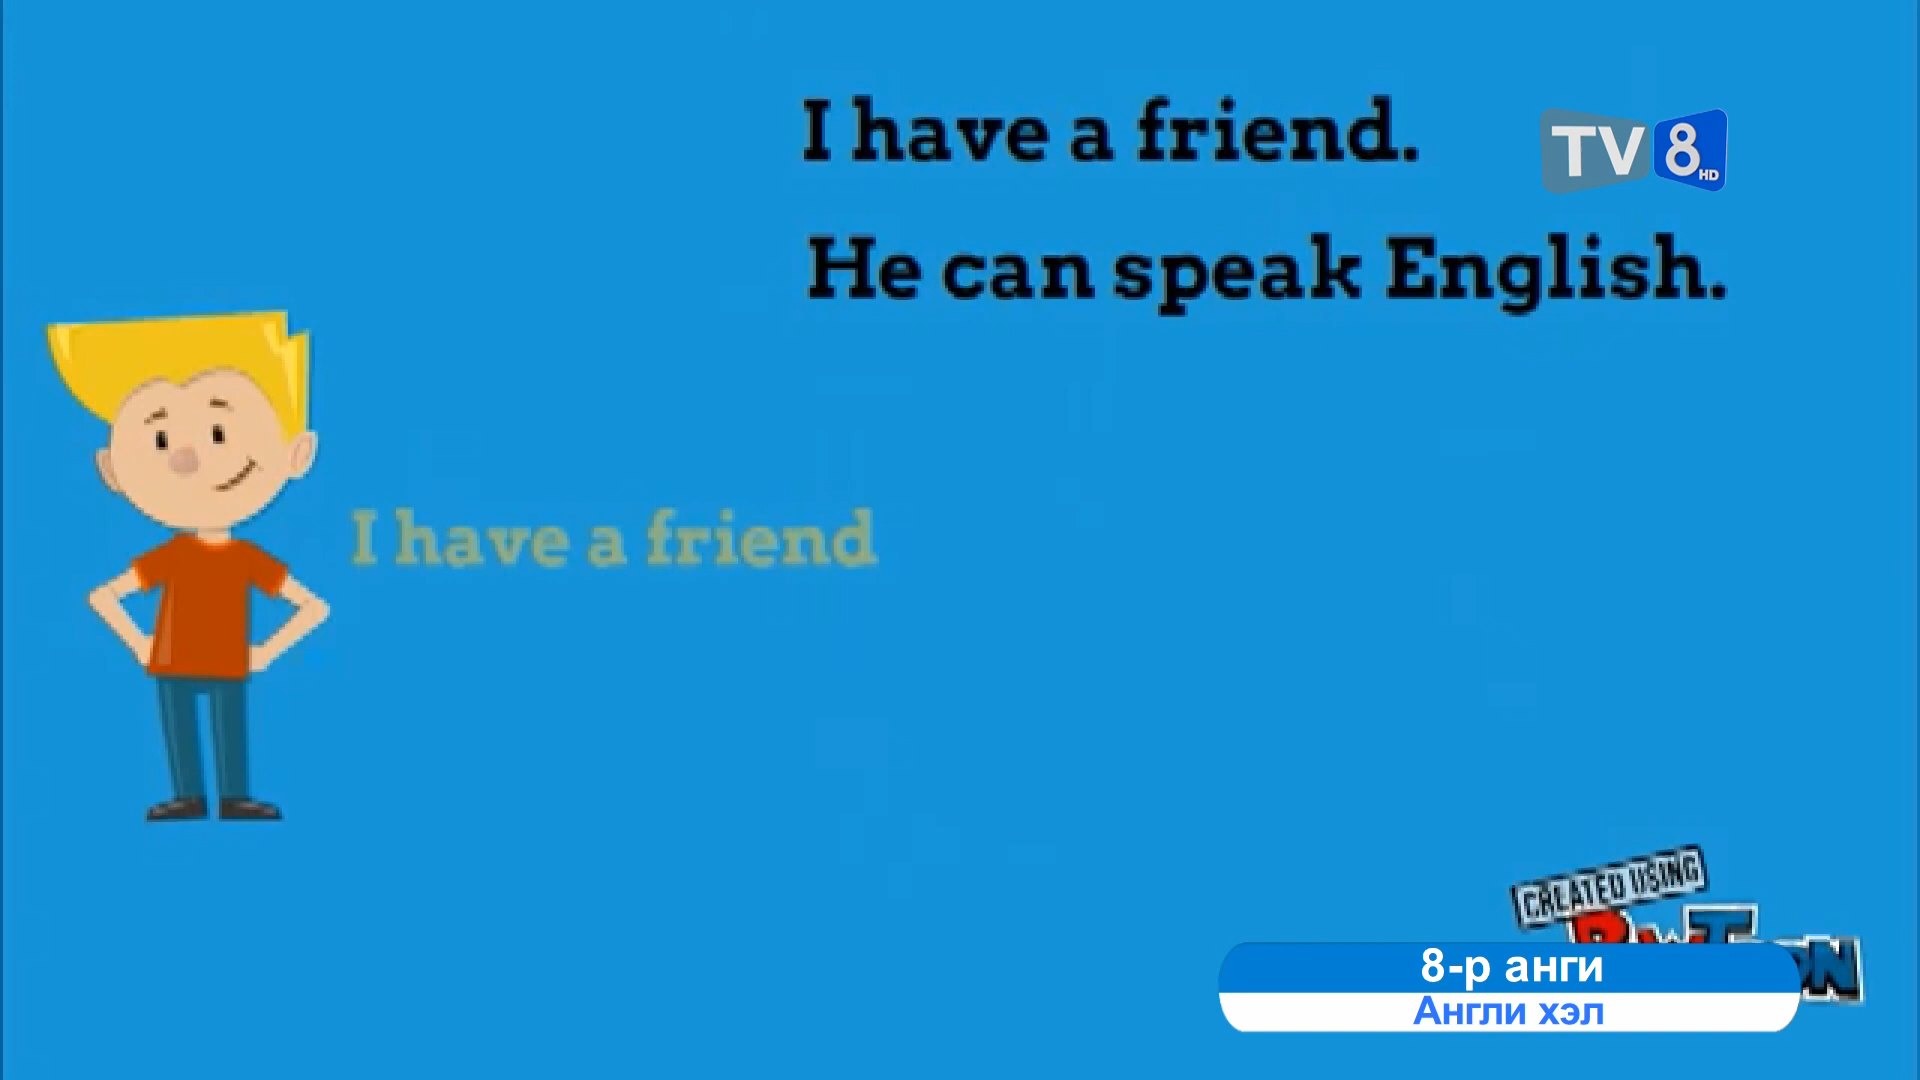 I have a friend.
TV8 HD
He can speak English.
I have a friend
CREATED USING
8-р анги
Англи хэл